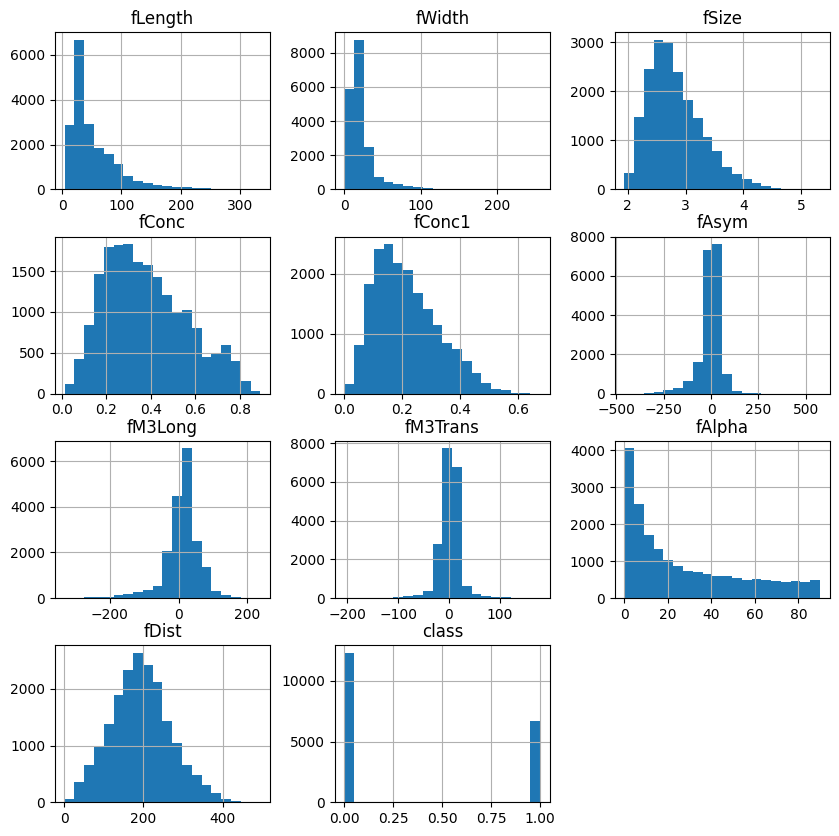 fLength fWidth fSize
6000 8000 3000
4000 6000 2000
2000 4000 1000
0 2000 0
0
0 100 200 300 0 100 200 2 3 4 5
fConc fConc1 fAsym
1500 2000 8000
1000 1000 6000
500 0 4000
0 2000
0
0.0 0.2 0.4 0.6 0.8 0.0 0.2 0.4 0.6 −500 −250 0 250 500
fM3Long fM3Trans fAlpha
6000 8000 4000
4000 6000 3000
2000 4000 2000
0 2000 1000
0 0
−200 0 200 −200 −100 0 100 0 20 40 60 80
fDist class
2000 10000
1000 5000
0 0
0 200 400 0.00 0.25 0.50 0.75 1.00